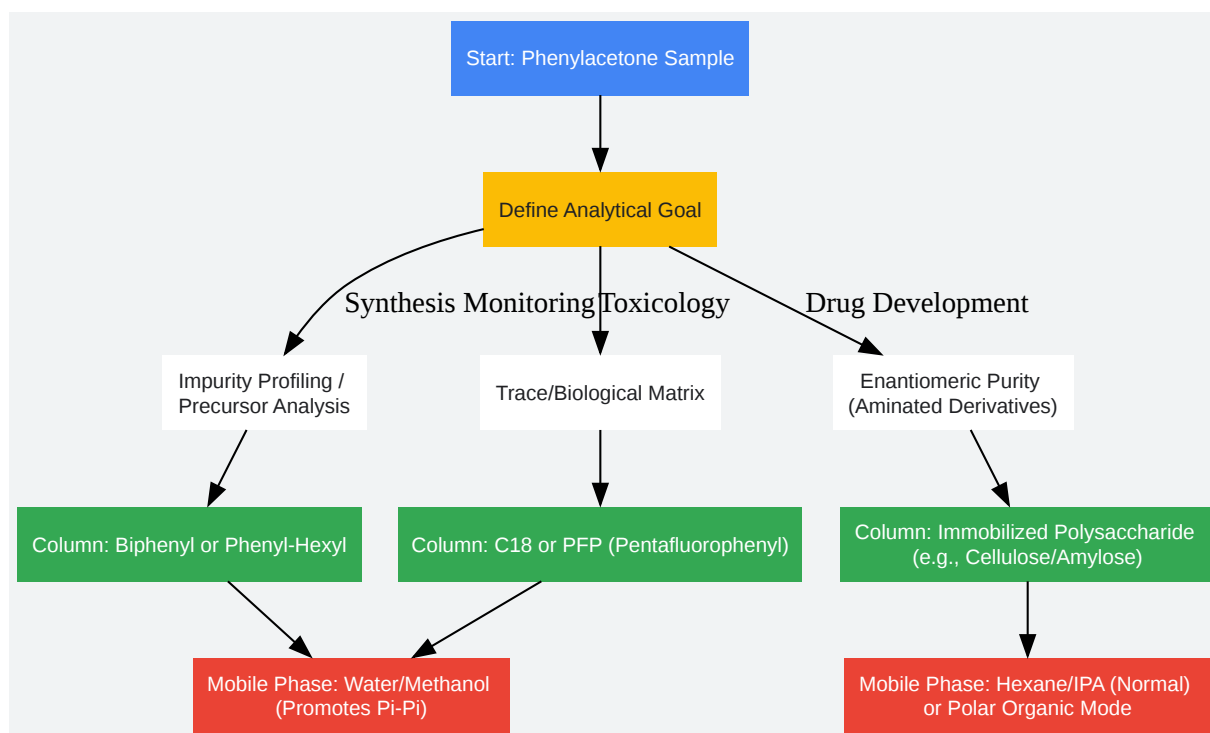 Start: Phenylacetone Sample
Define Analytical Goal
Synthesis Monitoring
Toxicology
Drug Development
Impurity Profiling /
Precursor Analysis
Trace/Biological Matrix
Enantiomeric Purity
(Aminated Derivatives)
Column: Biphenyl or Phenyl-Hexyl
Column: C18 or PFP (Pentafluorophenyl)
Column: Immobilized Polysaccharide
(e.g., Cellulose/Amylose)
Mobile Phase: Water/Methanol
(Promotes Pi-Pi)
Mobile Phase: Hexane/IPA (Normal)
or Polar Organic Mode